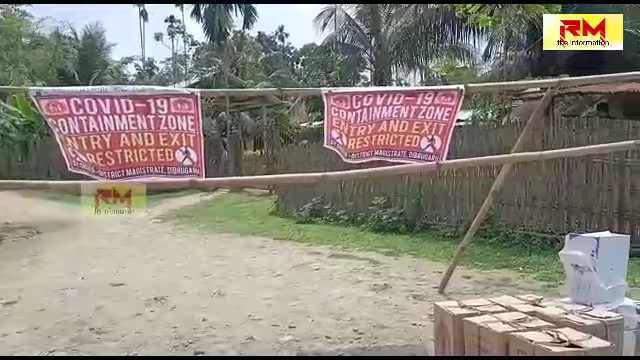 RM
the information
COVID-19
CONTAINMENT ZONE
ENTRY AND EXIT
RESTRICTED
DISTRICT MAGISTRATE, DIBRUGARH
COVID-19
CONTAINMENT ZONE
ENTRY AND EXIT
RESTRICTED
DISTRICT MAGISTRATE, DIBRUGARH
RM
the information